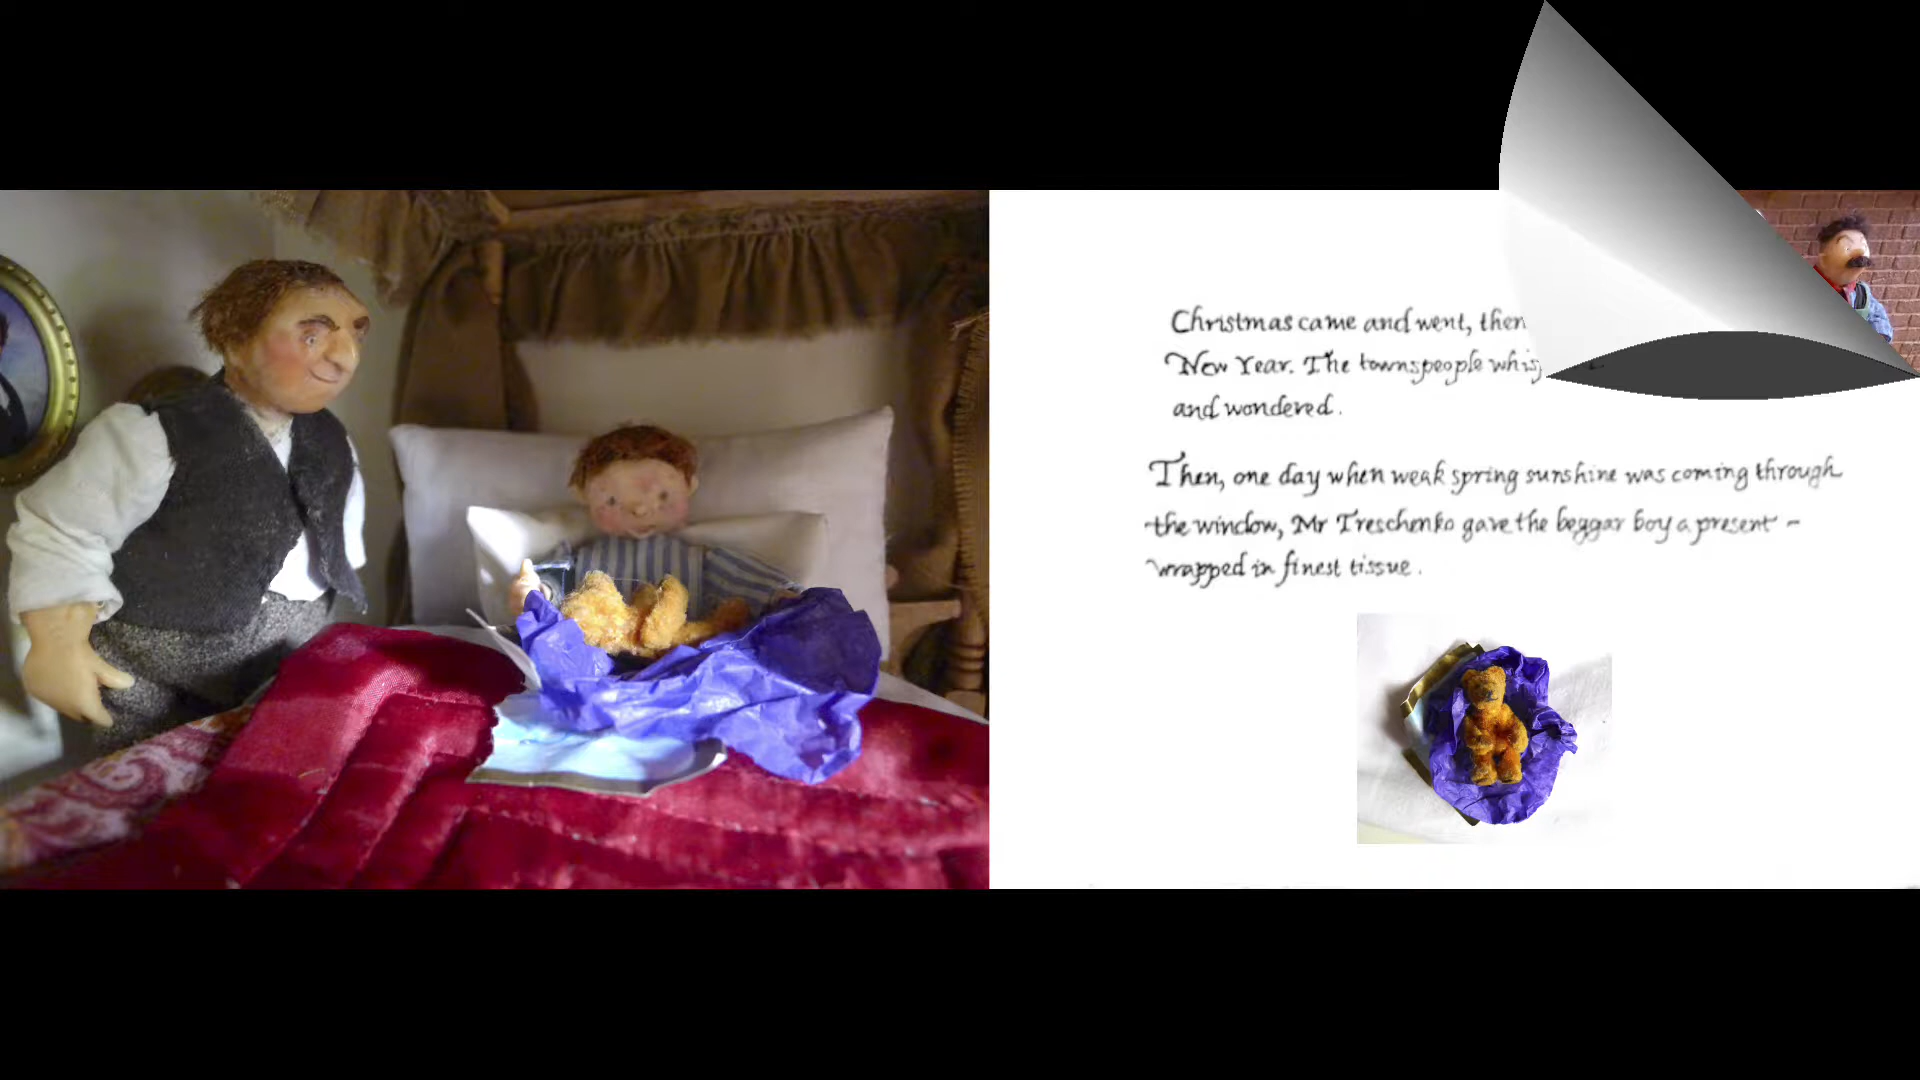 Christmas came and went, then
New Year. The townspeople
and wondered.
Then, one day when weak spring sunshine was coming through
the window, Mr Treschenko gave the beggar boy a present -
wrapped in finest tissue.